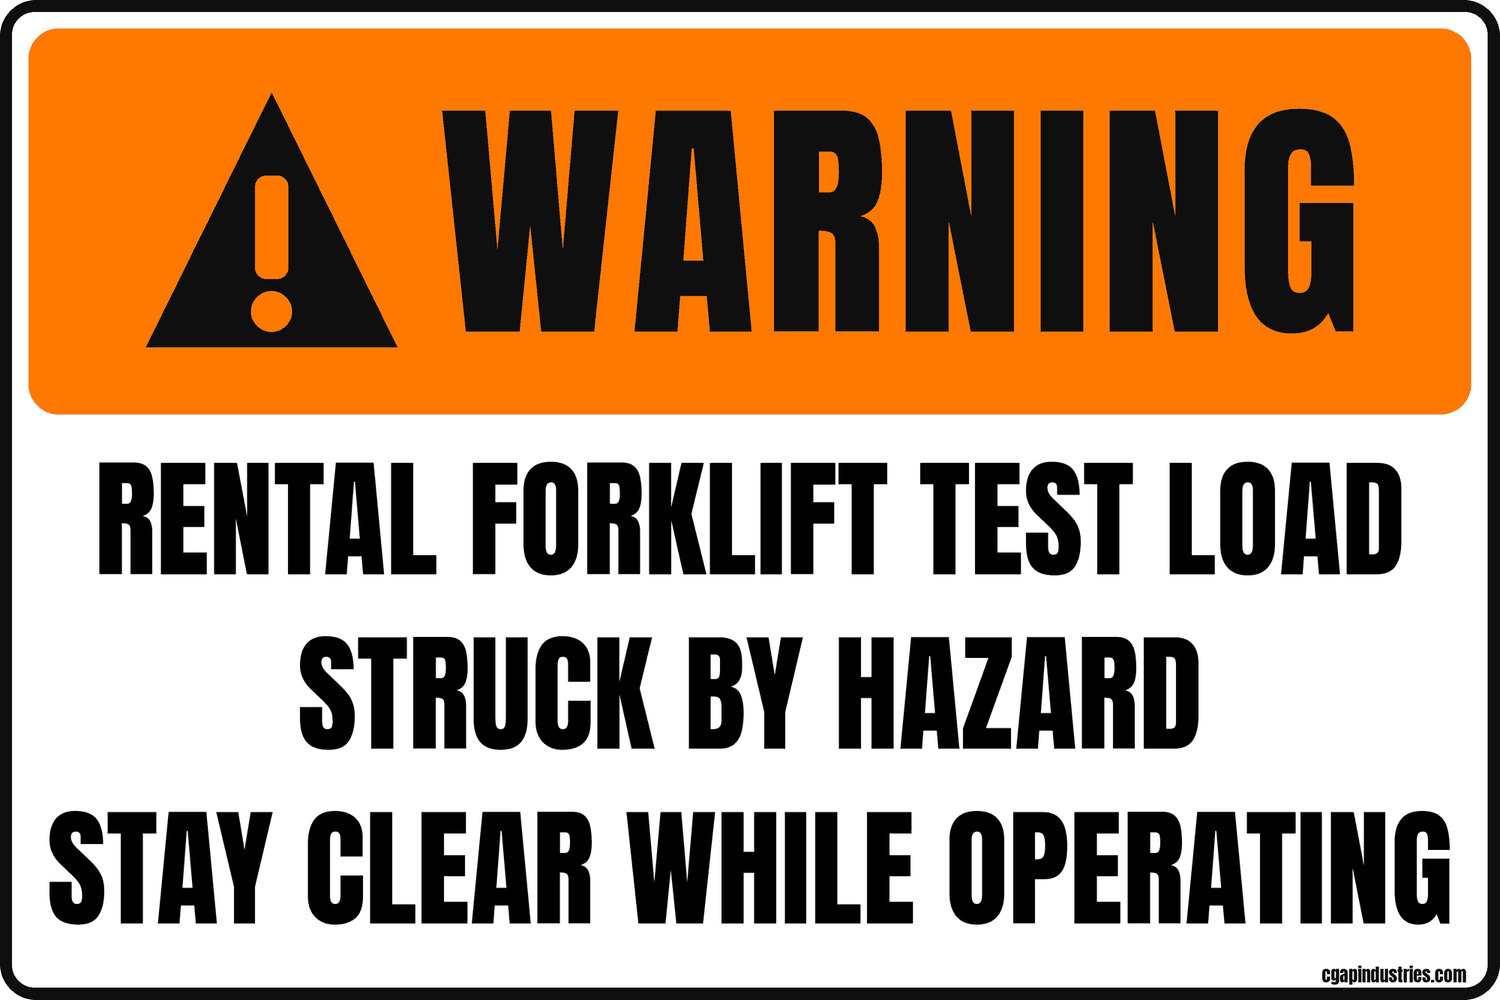 WARNING
RENTAL FORKLIFT TEST LOAD
STRUCK BY HAZARD
STAY CLEAR WHILE OPERATING
cgapindustries.com